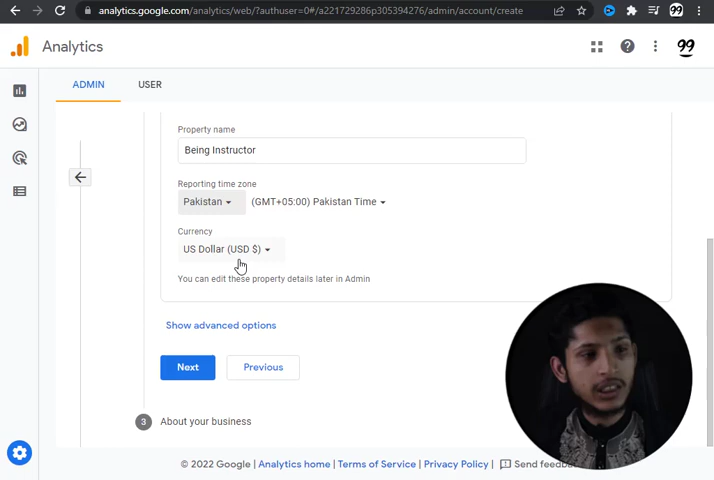 analytics.google.com/analytics/web/?authuser=0#/a221729286p305394276/admin/account/create
99
Analytics
99
ADMIN
USER
Property name
Being Instructor
Reporting time zone
Pakistan
(GMT+05:00) Pakistan Time
Currency
US Dollar (USD $)
You can edit these property details later in Admin
Show advanced options
Next
Previous
3
About your business
© 2022 Google | Analytics home | Terms of Service | Privacy Policy | Send feedb